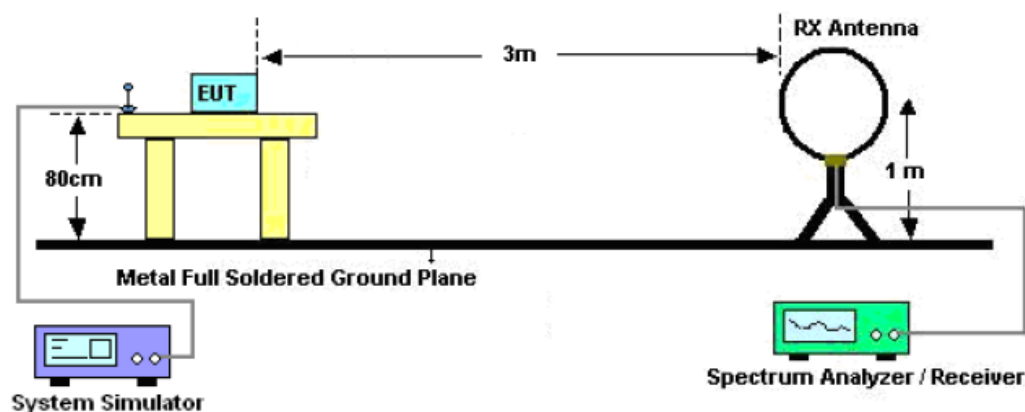 RX Antenna
3m
EUT
80cm
1 m
Metal Full Soldered Ground Plane
System Simulator
Spectrum Analyzer / Receiver